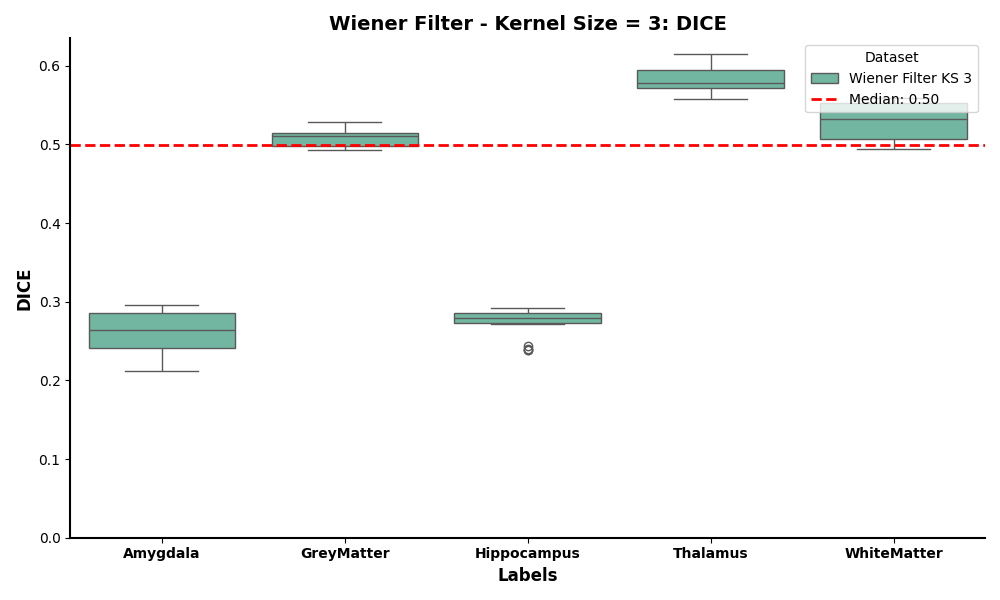 Wiener Filter - Kernel Size = 3: DICE
Dataset
Wiener Filter KS 3
Median: 0.50
DICE
0.6
0.5
0.4
0.3
0.2
0.1
0.0
Amygdala GreyMatter Hippocampus Thalamus WhiteMatter
Labels